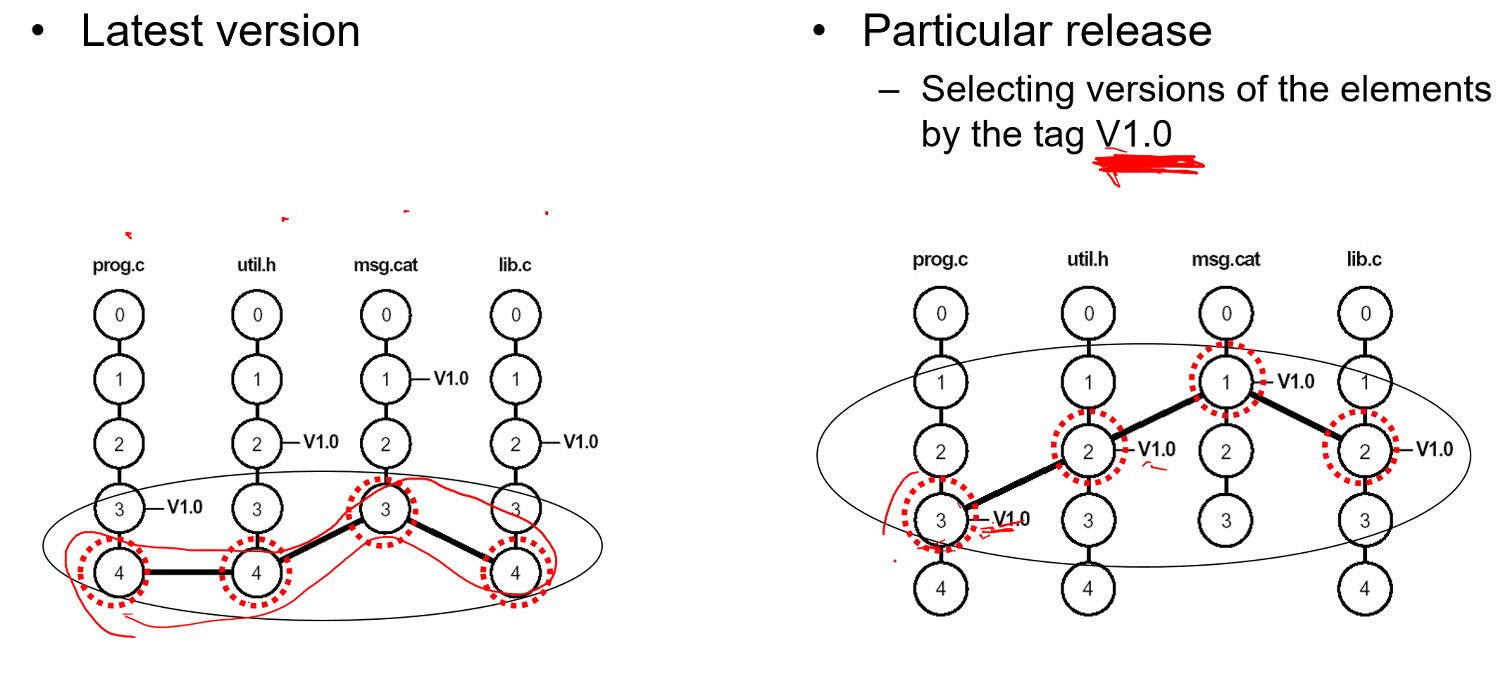 • Latest version
prog.c util.h msg.cat lib.c
0 0 0 0
1 1 1 V1.0 1
2 2 V1.0 2 2 V1.0
3 V1.0 3 3 3
4 4 4
• Particular release
– Selecting versions of the elements
by the tag V1.0
prog.c util.h msg.cat lib.c
0 0 0 0
1 1 1 V1.0 1
2 2 V1.0 2 2 V1.0
3 V1.0 3 3 3
4 4 4